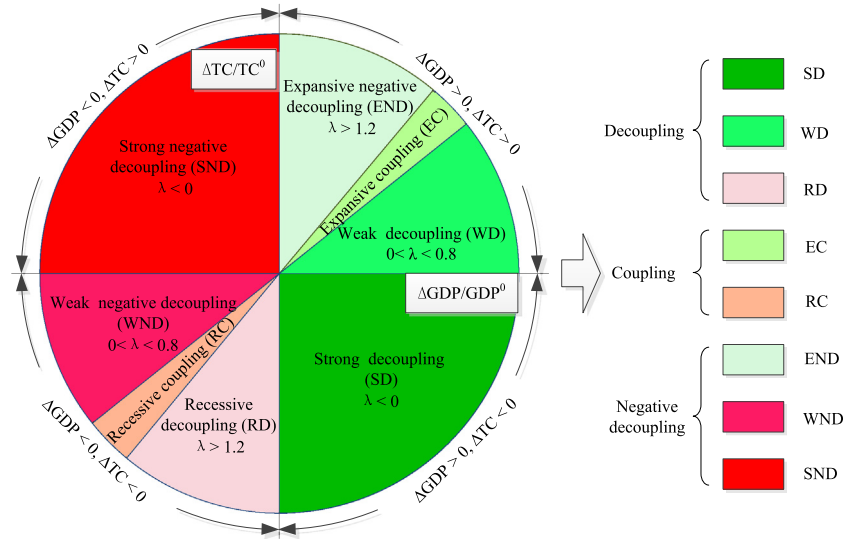 ΔGDP < 0, ΔTC > 0
ΔTC/TC⁰
ΔGDP > 0, ΔTC > 0
Expansive negative
decoupling (END)
λ > 1.2
Expansive coupling (EC)
Strong negative
decoupling (SND)
λ < 0
Weak decoupling (WD)
0< λ < 0.8
ΔGDP/GDP⁰
Weak negative decoupling
(WND)
0< λ < 0.8
Recessive coupling (RC)
Recessive
decoupling (RD)
λ > 1.2
Strong decoupling
(SD)
λ < 0
ΔGDP < 0, ΔTC < 0
ΔGDP > 0, ΔTC < 0
Decoupling
SD
WD
RD
Coupling
EC
RC
Negative
decoupling
END
WND
SND